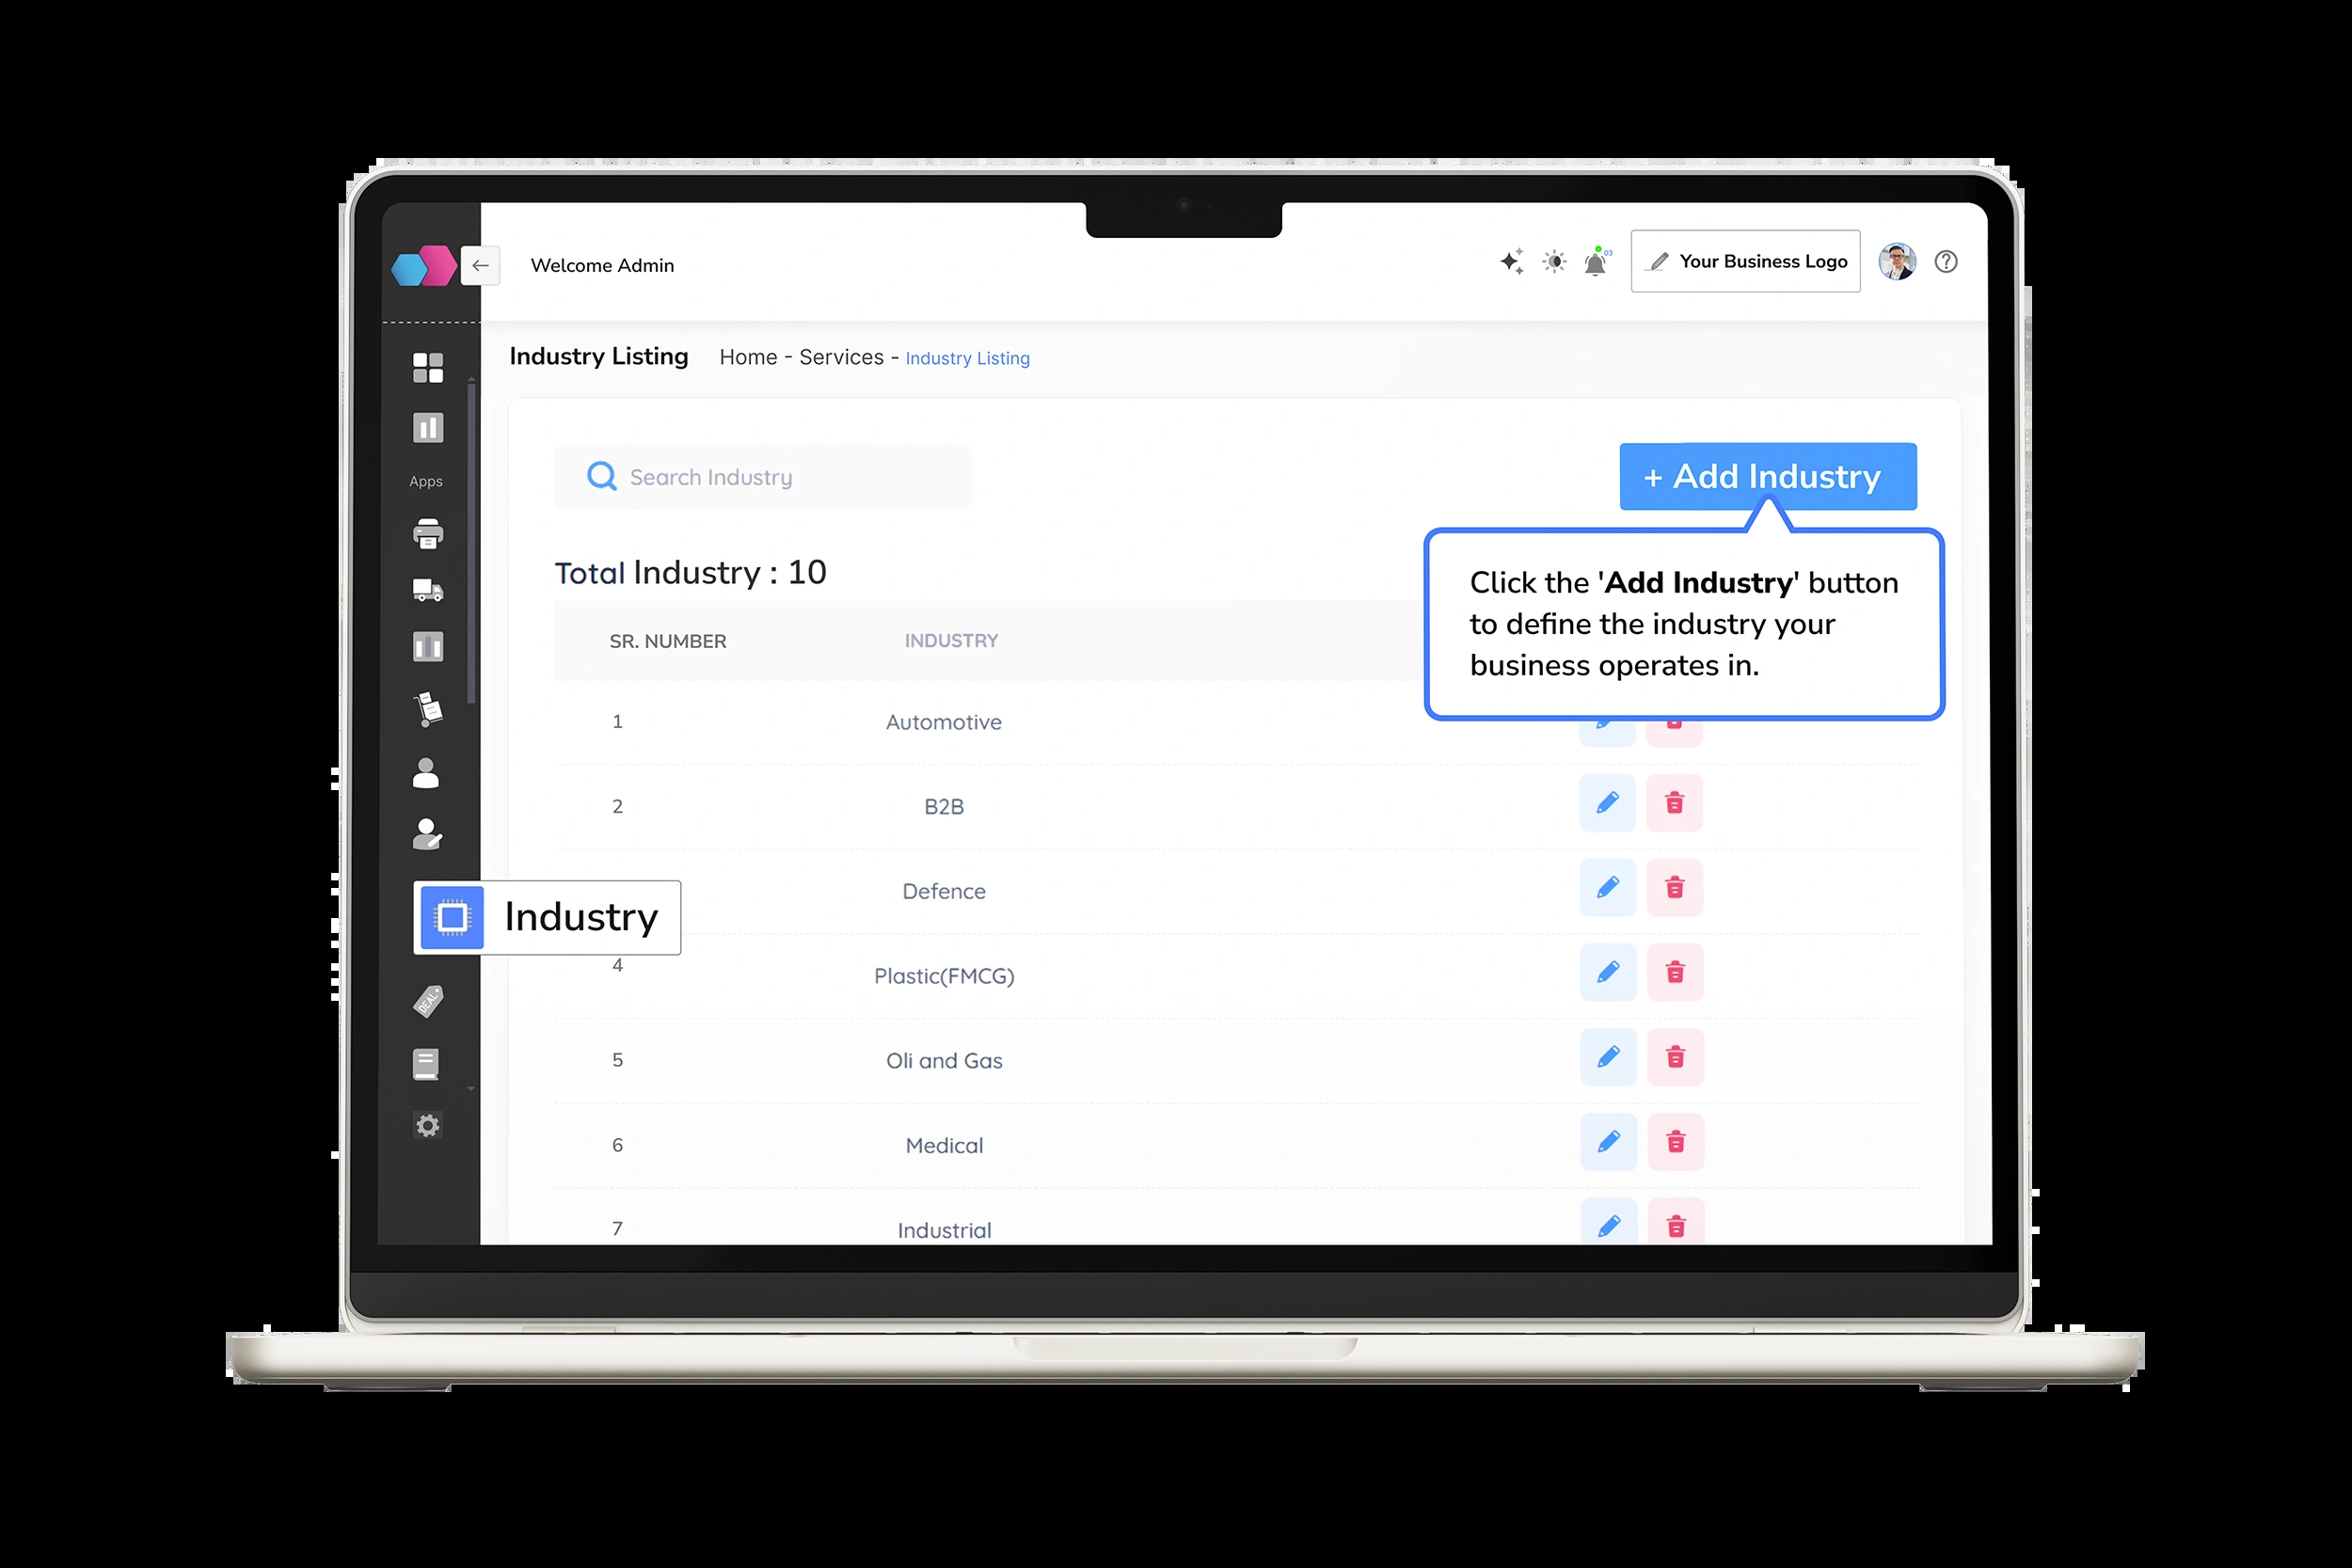 Welcome Admin
03
Your Business Logo
Industry Listing
Home - Services - Industry Listing
Apps
Search Industry
+ Add Industry
Click the 'Add Industry' button
to define the industry your
business operates in.
Total Industry : 10
SR. NUMBER INDUSTRY
1 Automotive
2 B2B
Defence
Industry
4 Plastic(FMCG)
DEAL
5 Oli and Gas
6 Medical
7 Industrial